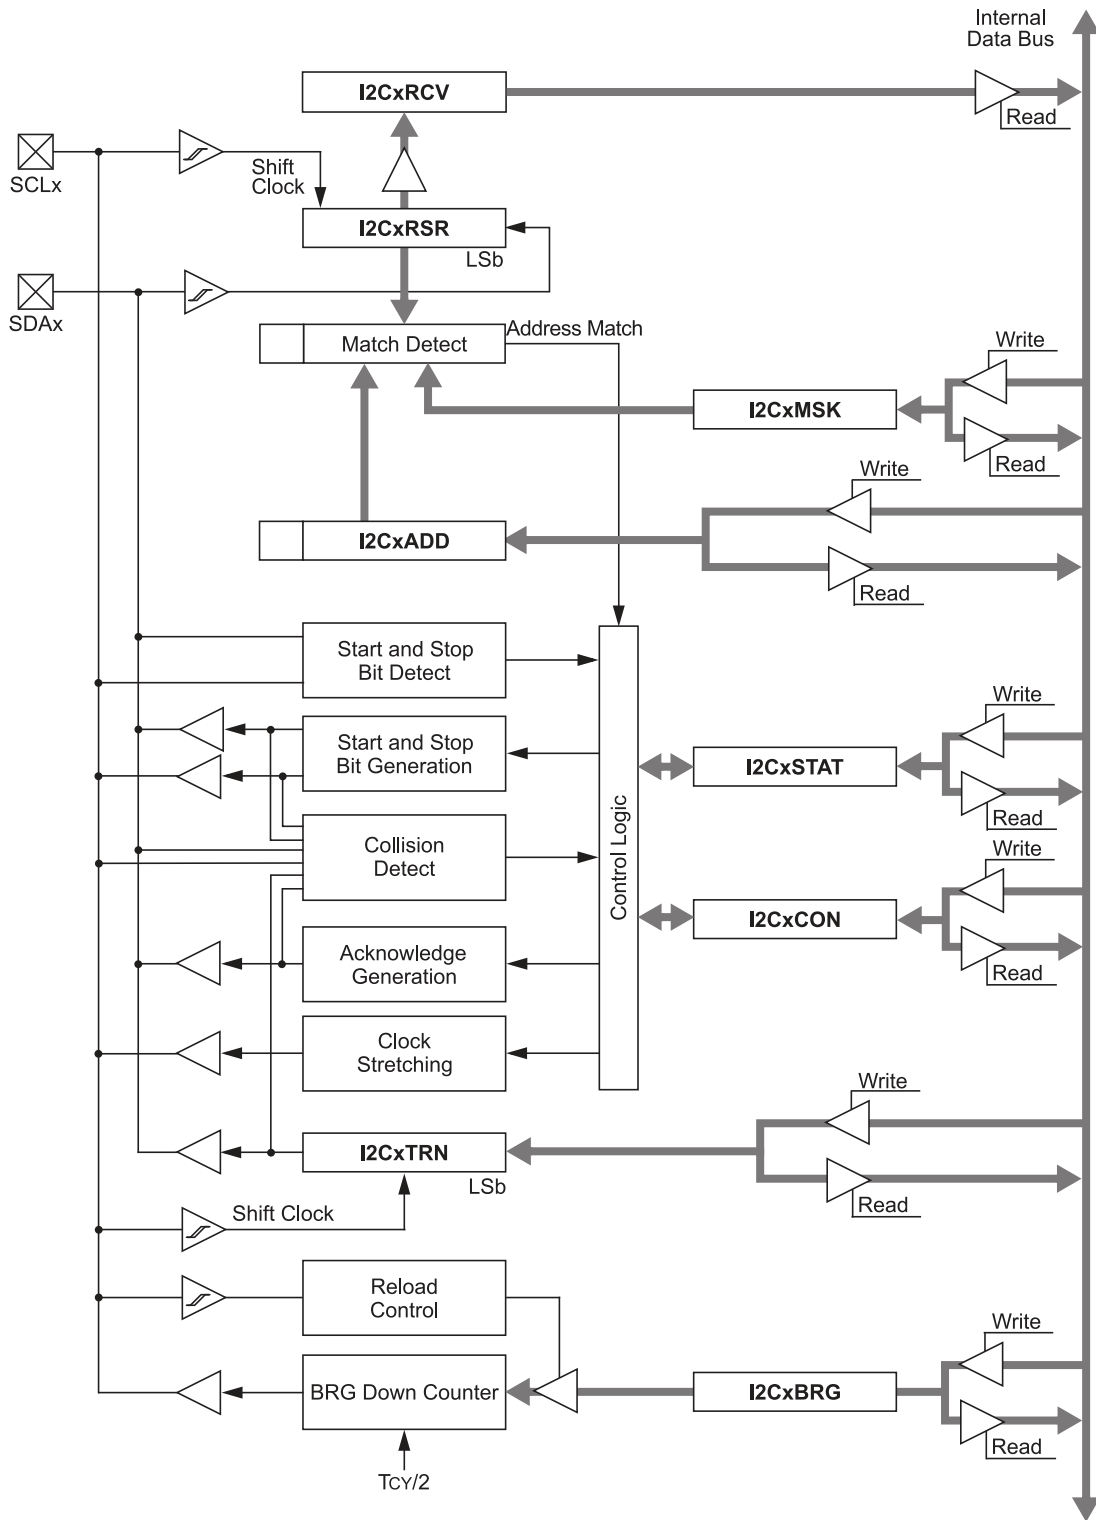 Internal
Data Bus
I2CxRCV
Read
SCLx
Shift
Clock
I2CxRSR
LSb
SDAx
Address Match
Match Detect
Write
I2CxMSK
Read
Write
I2CxADD
Read
Start and Stop
Bit Detect
Write
Start and Stop
Bit Generation
I2CxSTAT
Read
Control Logic
Collision
Detect
Write
I2CxCON
Read
Acknowledge
Generation
Clock
Stretching
Write
I2CxTRN
LSb
Read
Shift Clock
Reload
Control
Write
BRG Down Counter
I2CxBRG
Read
TCY/2